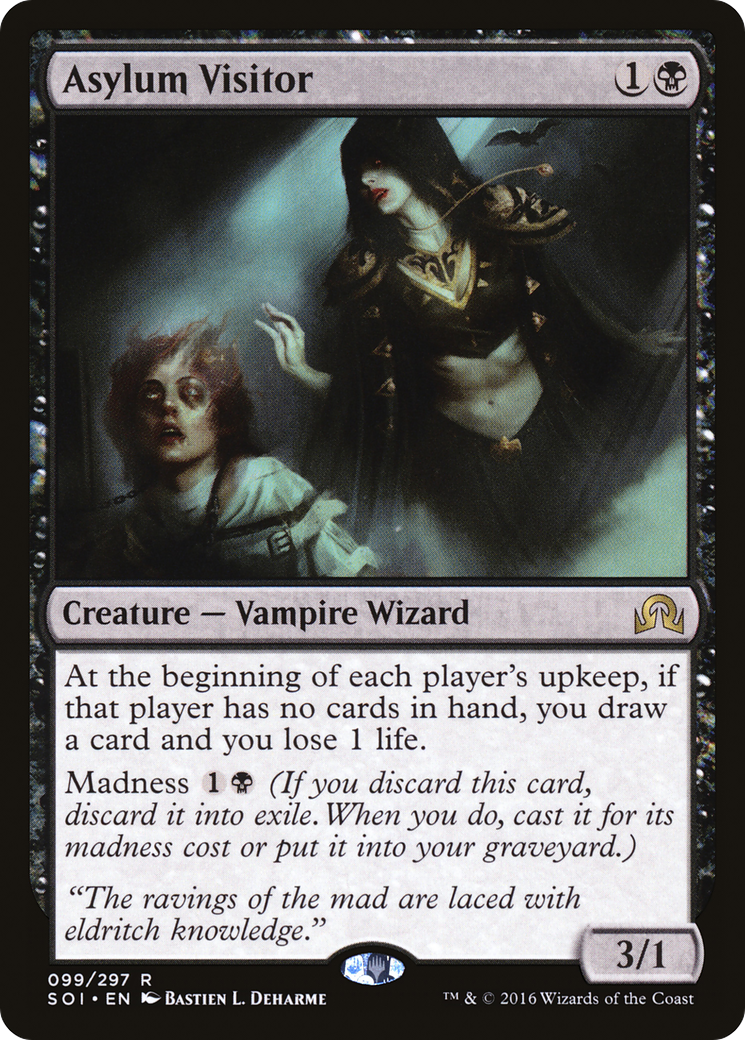 Asylum Visitor 1
Creature — Vampire Wizard
At the beginning of each player's upkeep, if
that player has no cards in hand, you draw
a card and you lose 1 life.
Madness 1 (If you discard this card,
discard it into exile. When you do, cast it for its
madness cost or put it into your graveyard.)
“The ravings of the mad are laced with
eldritch knowledge.”
3/1
099/297 R
SOI • EN Bastien L. Deharme
™ & © 2016 Wizards of the Coast